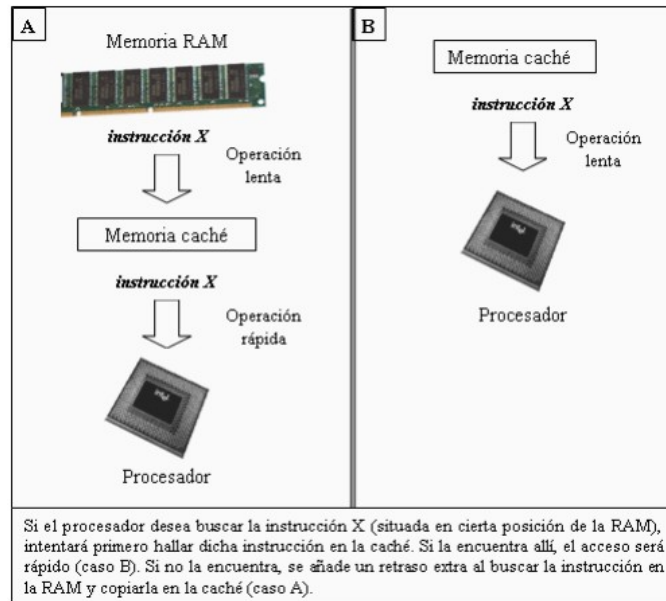 A
Memoria RAM
instrucción X
Operación
lenta
Memoria caché
instrucción X
Operación
rápida
Procesador
B
Memoria caché
instrucción X
Operación
lenta
Procesador
Si el procesador desea buscar la instrucción X (situada en cierta posición de la RAM),
intentará primero hallar dicha instrucción en la caché. Si la encuentra allí, el acceso será
rápido (caso B). Si no la encuentra, se añade un retraso extra al buscar la instrucción en
la RAM y copiarla en la caché (caso A).